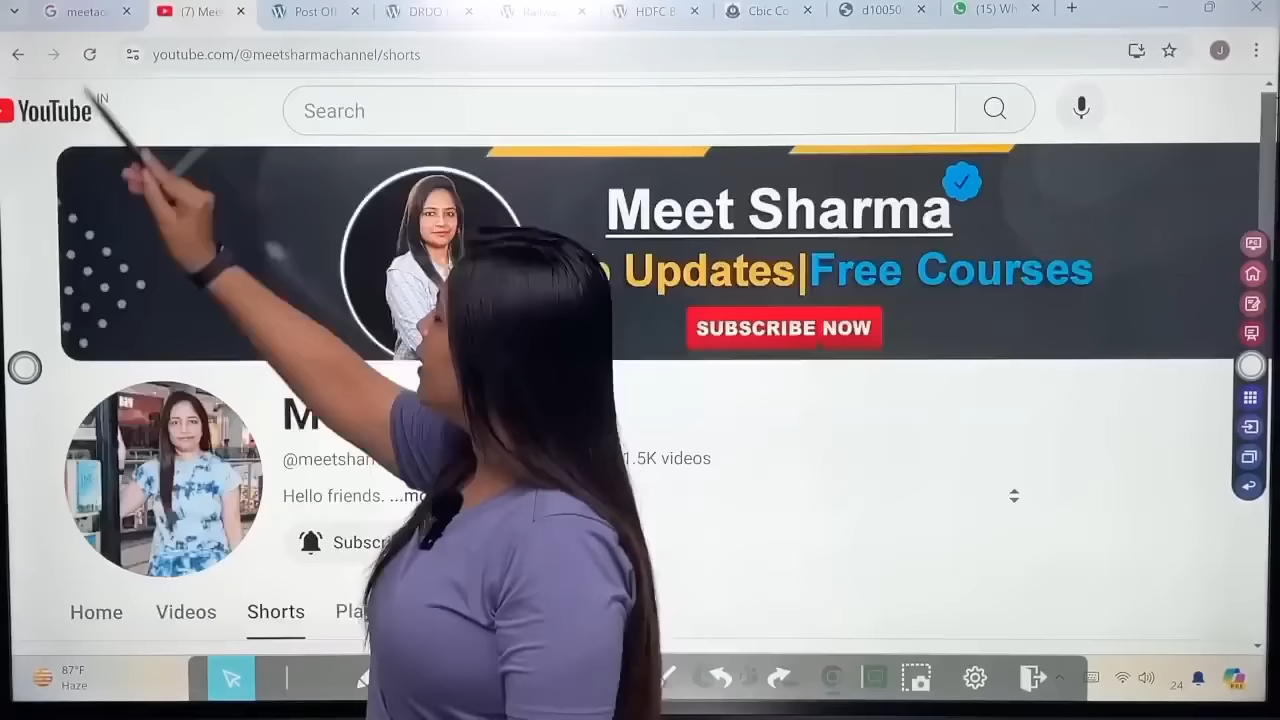 meetac
(7) Mee
Post Of
DRDO
Railwa
HDFC B
Cbic Co
d10050
(15) Wh
youtube.com/@meetsharmachannel/shorts
J
YouTube
IN
Search
Meet Sharma
Updates|Free Courses
SUBSCRIBE NOW
M
@meetshar
1.5K videos
Hello friends. ...mo
Subscri
Home Videos Shorts Pla
87°F
Haze
24